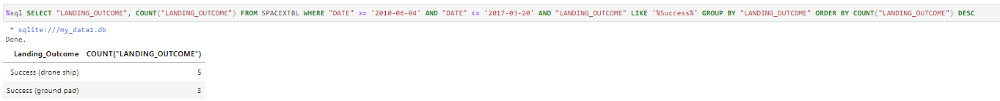 %sql SELECT "LANDING_OUTCOME", COUNT("LANDING_OUTCOME") FROM SPACEXTBL WHERE "DATE" >= '2010-06-04' AND "DATE" <= '2017-03-20' AND "LANDING_OUTCOME" LIKE '%Success%' GROUP BY "LANDING_OUTCOME" ORDER BY COUNT("LANDING_OUTCOME") DESC
* sqlite:///my_data1.db
Done.
Landing_Outcome COUNT("LANDING_OUTCOME")
Success (drone ship) 5
Success (ground pad) 3